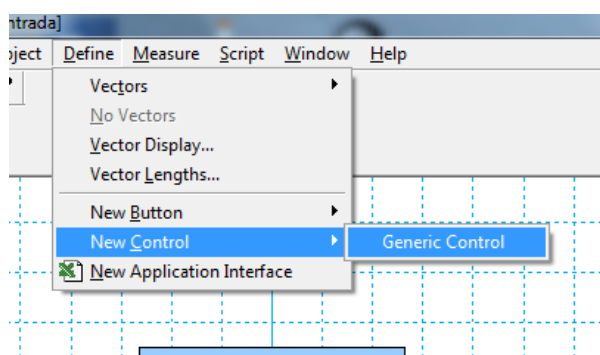 ntrada]
Define Measure Script Window Help
Vectors
No Vectors
Vector Display...
Vector Lengths...
New Button
New Control Generic Control
New Application Interface